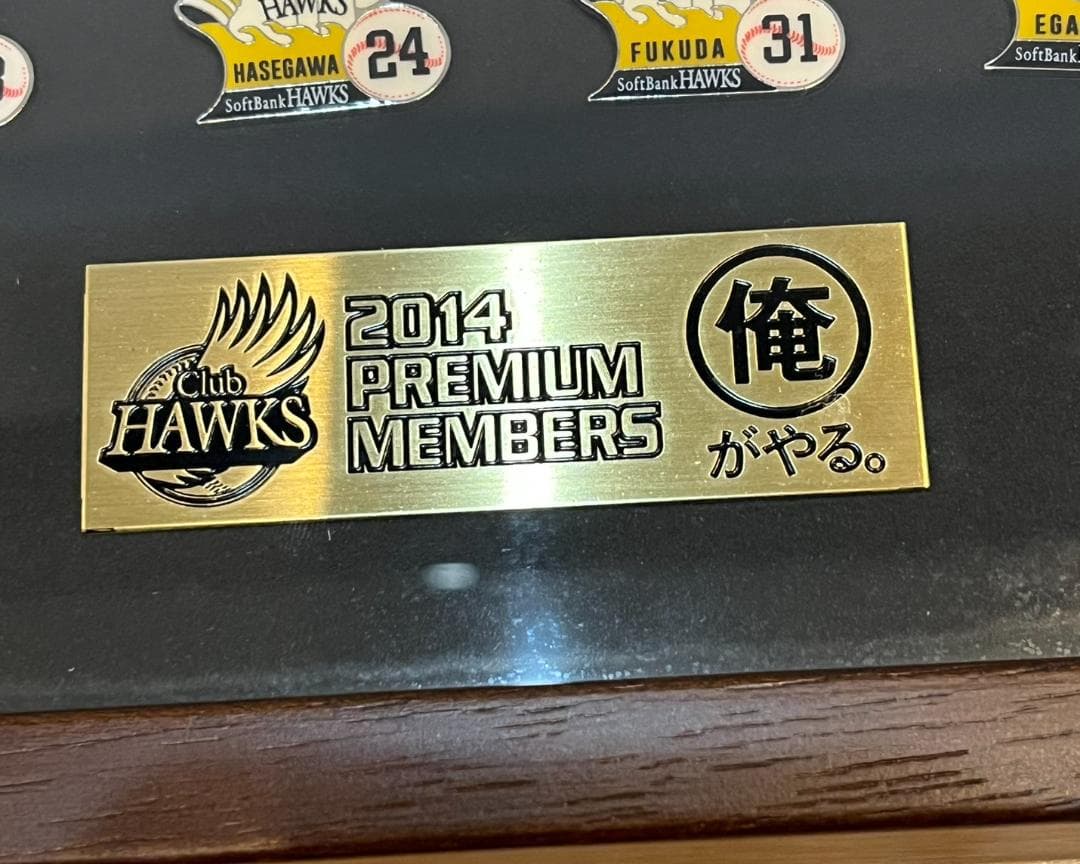 HAWKS
HASEGAWA
24
SoftBank HAWKS
FUKUDA
31
SoftBank HAWKS
SoftBank
Club
HAWKS
2014
PREMIUM
MEMBERS
俺
がやる。